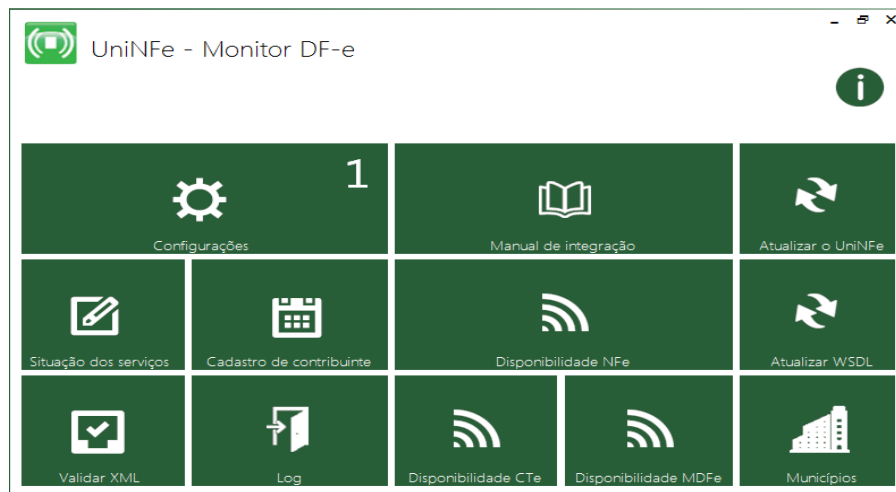 UniNFe - Monitor DF-e
i
1
Configurações
Manual de integração
Atualizar o UniNFe
Situação dos serviços
Cadastro de contribuinte
Disponibilidade NFe
Atualizar WSDL
Validar XML
Log
Disponibilidade CTe
Disponibilidade MDFe
Municípios